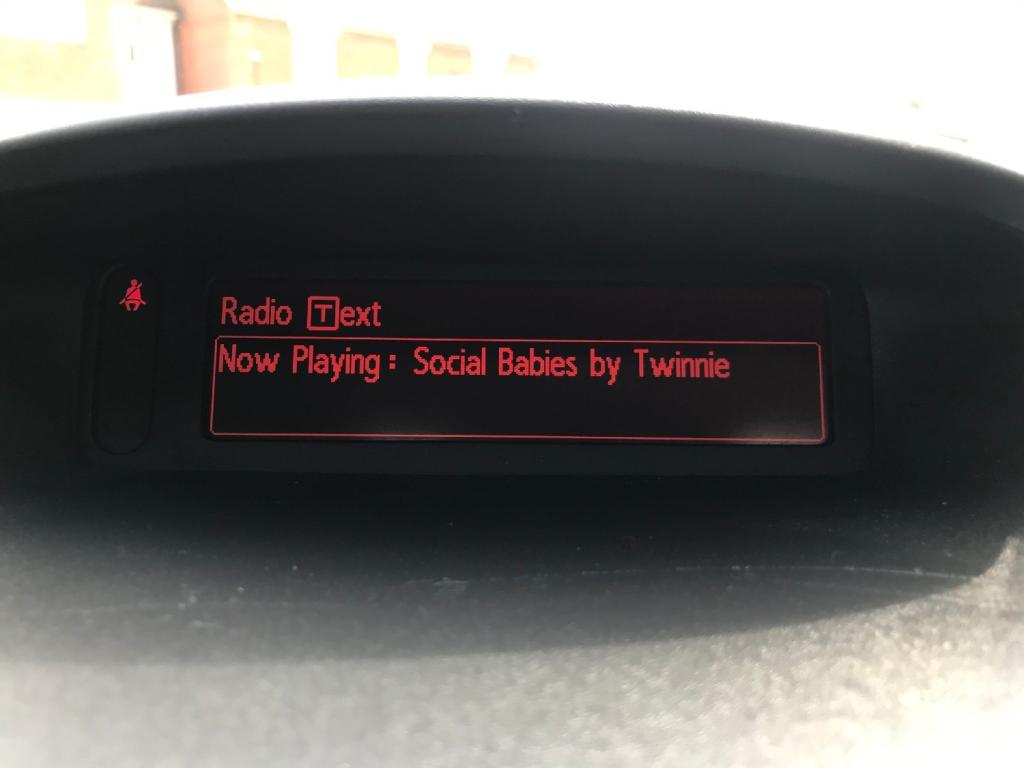 Radio Text
Now Playing : Social Babies by Twinnie